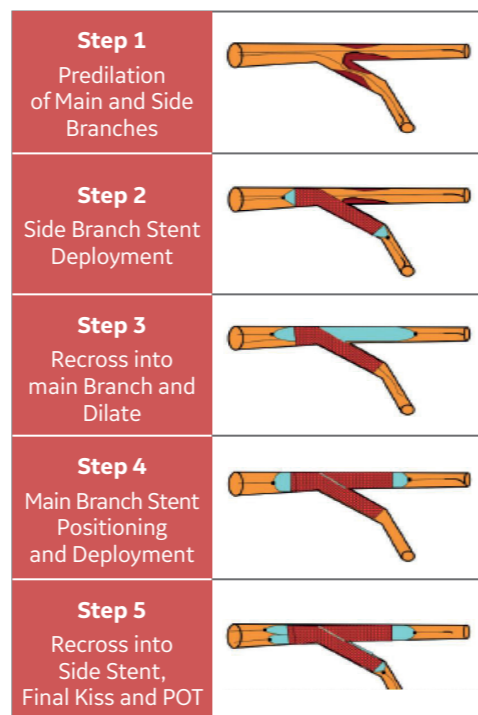 Step 1
Predilation
of Main and Side
Branches
Step 2
Side Branch Stent
Deployment
Step 3
Recross into
main Branch and
Dilate
Step 4
Main Branch Stent
Positioning
and Deployment
Step 5
Recross into
Side Stent,
Final Kiss and POT